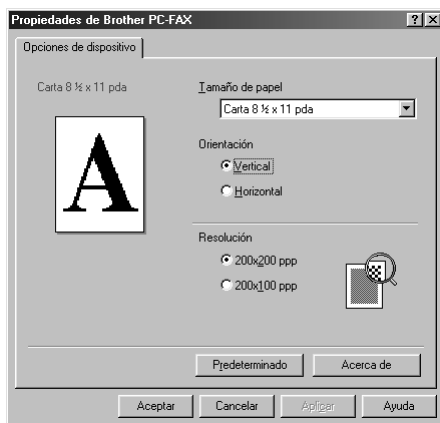 Propiedades de Brother PC-FAX
Opciones de dispositivo
Carta 8 ½ x 11 pda
A
Tamaño de papel
Carta 8 ½ x 11 pda
Orientación
Vertical
Horizontal
Resolución
200x200 ppp
200x100 ppp
Predeterminado
Acerca de
Aceptar
Cancelar
Aplicar
Ayuda